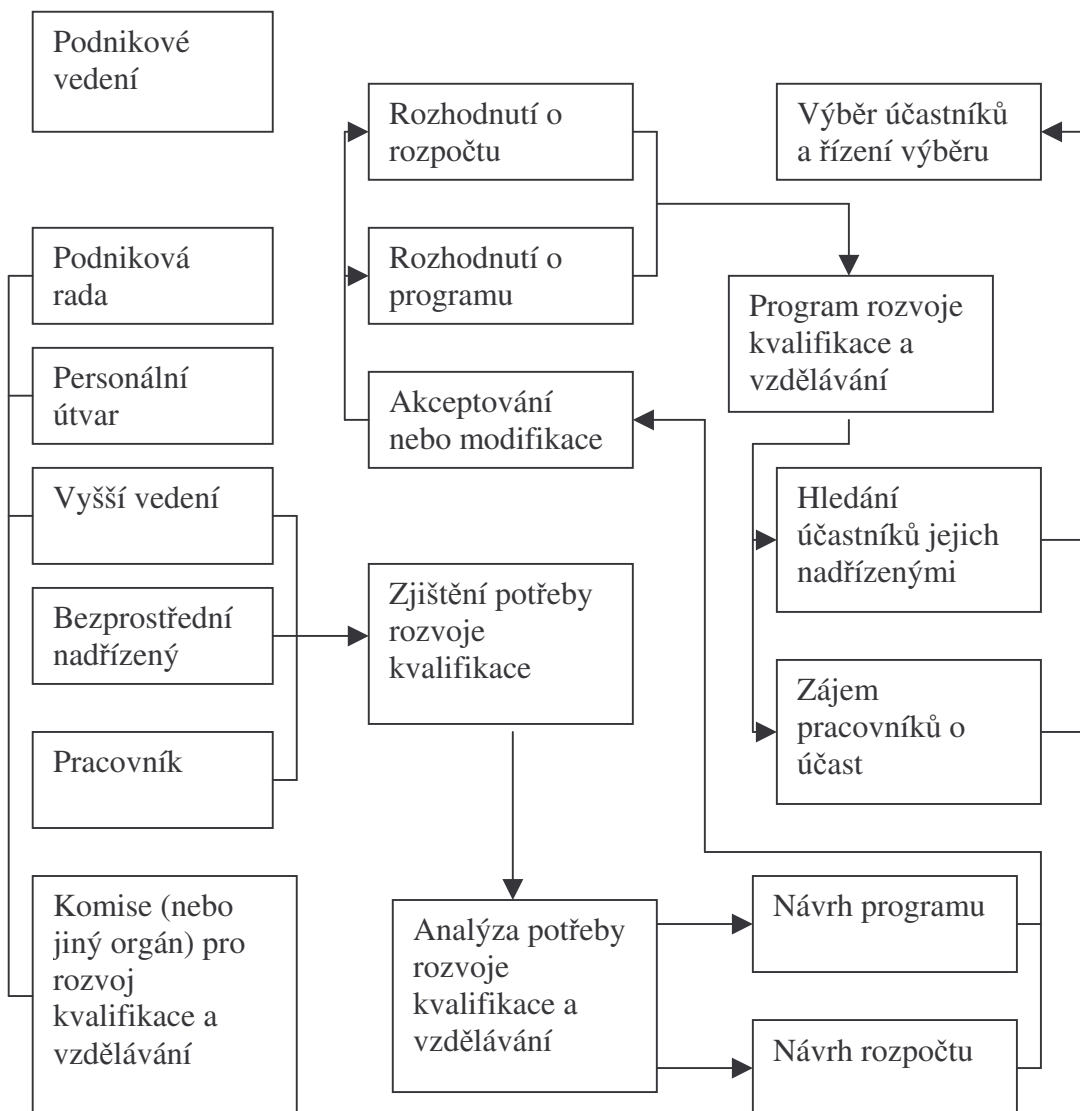 Podnikové
vedení
Rozhodnutí o
rozpočtu
Výběr účastníků
a řízení výběru
Podniková
rada
Rozhodnutí o
programu
Program rozvoje
kvalifikace a
vzdělávání
Personální
útvar
Akceptování
nebo modifikace
Vyšší vedení
Hledání
účastníků jejich
nadřízenými
Bezprostřední
nadřízený
Zjištění potřeby
rozvoje
kvalifikace
Zájem
pracovníků o
účast
Pracovník
Komise (nebo
jiný orgán) pro
rozvoj
kvalifikace a
vzdělávání
Analýza potřeby
rozvoje
kvalifikace a
vzdělávání
Návrh programu
Návrh rozpočtu